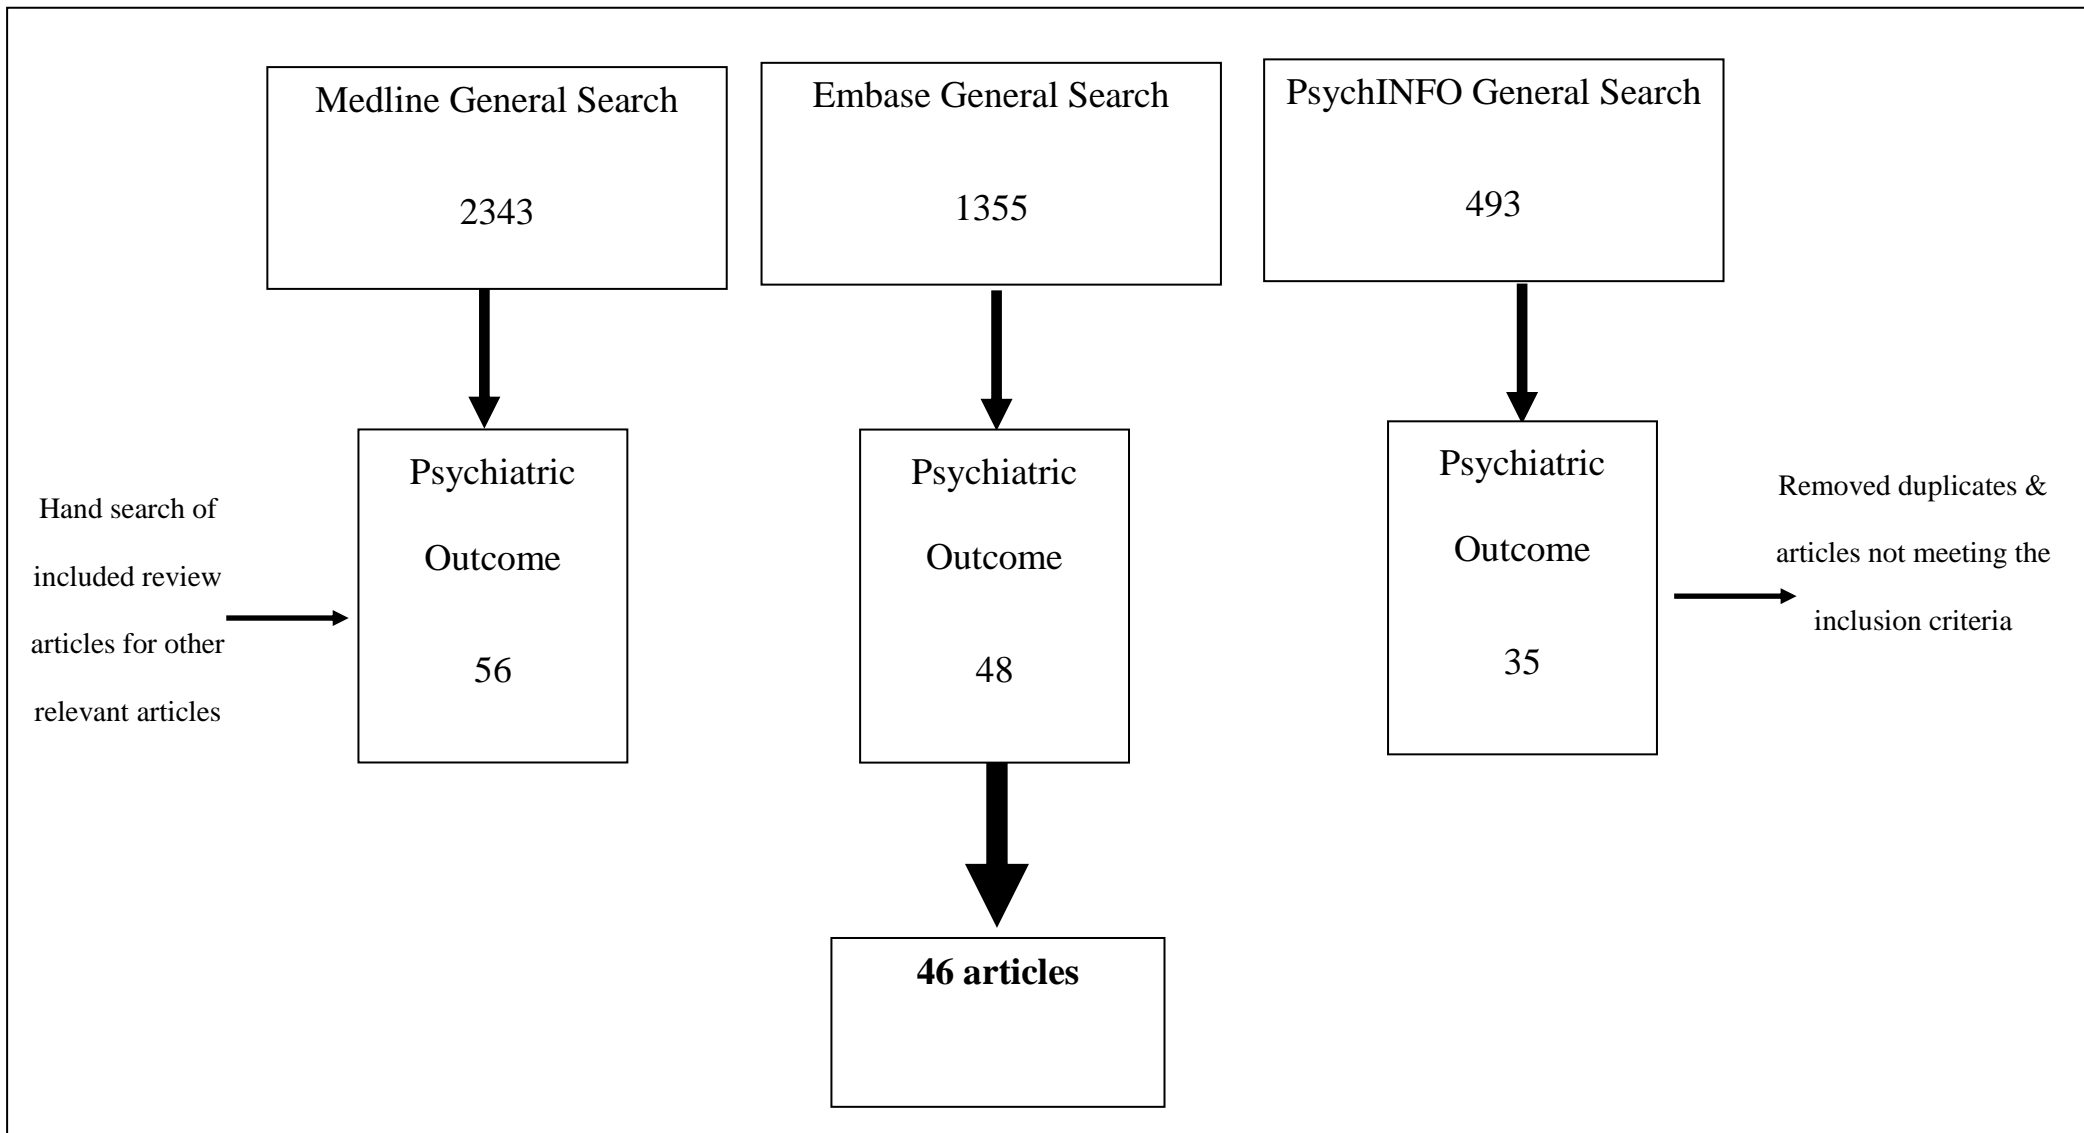 Medline General Search
2343
Embase General Search
1355
PsychINFO General Search
493
Hand search of
included review
articles for other
relevant articles
Psychiatric
Outcome
56
Psychiatric
Outcome
48
Psychiatric
Outcome
35
Removed duplicates &
articles not meeting the
inclusion criteria
46 articles